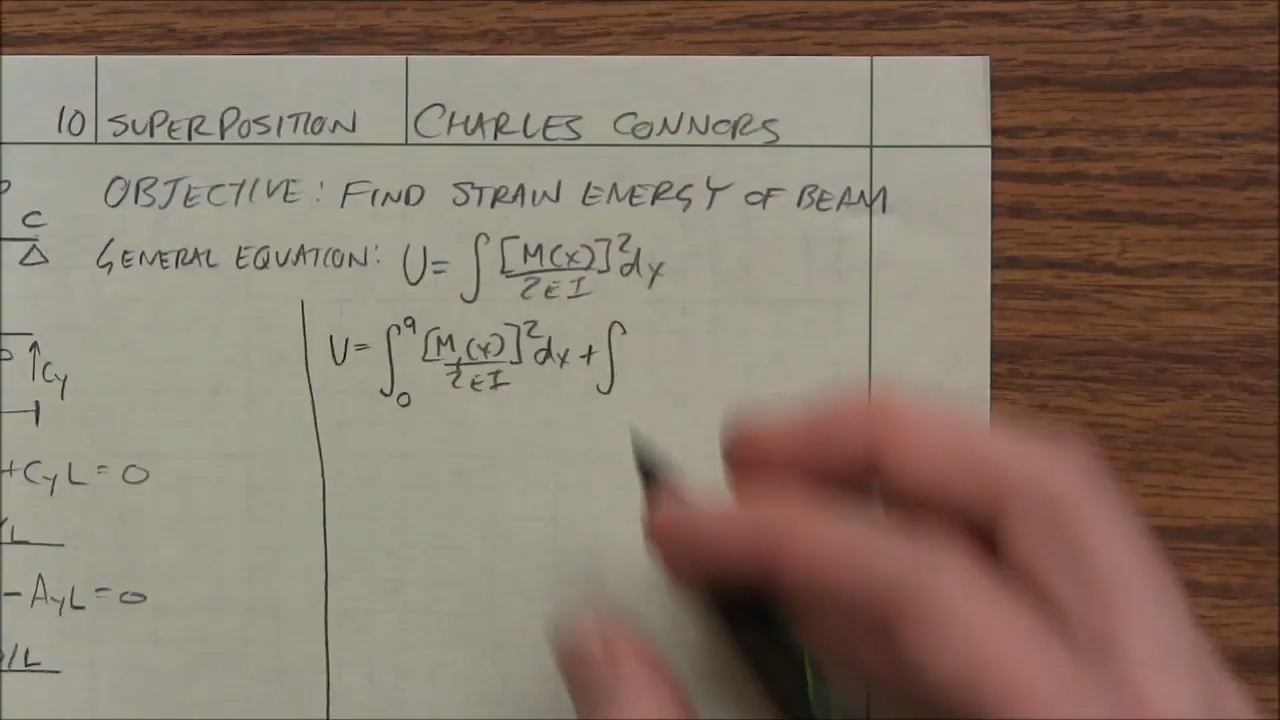 10 SUPERPOSITION CHARLES CONNORS
OBJECTIVE: FIND STRAIN ENERGY OF BEAM
C
GENERAL EQUATION: U= ∫ [M(x)]²/2EI dx
U= ∫₀ᵃ [M₁(x)]²/2EI dx + ∫
↑Cy
+CyL=0
/L
-AyL=0
/L